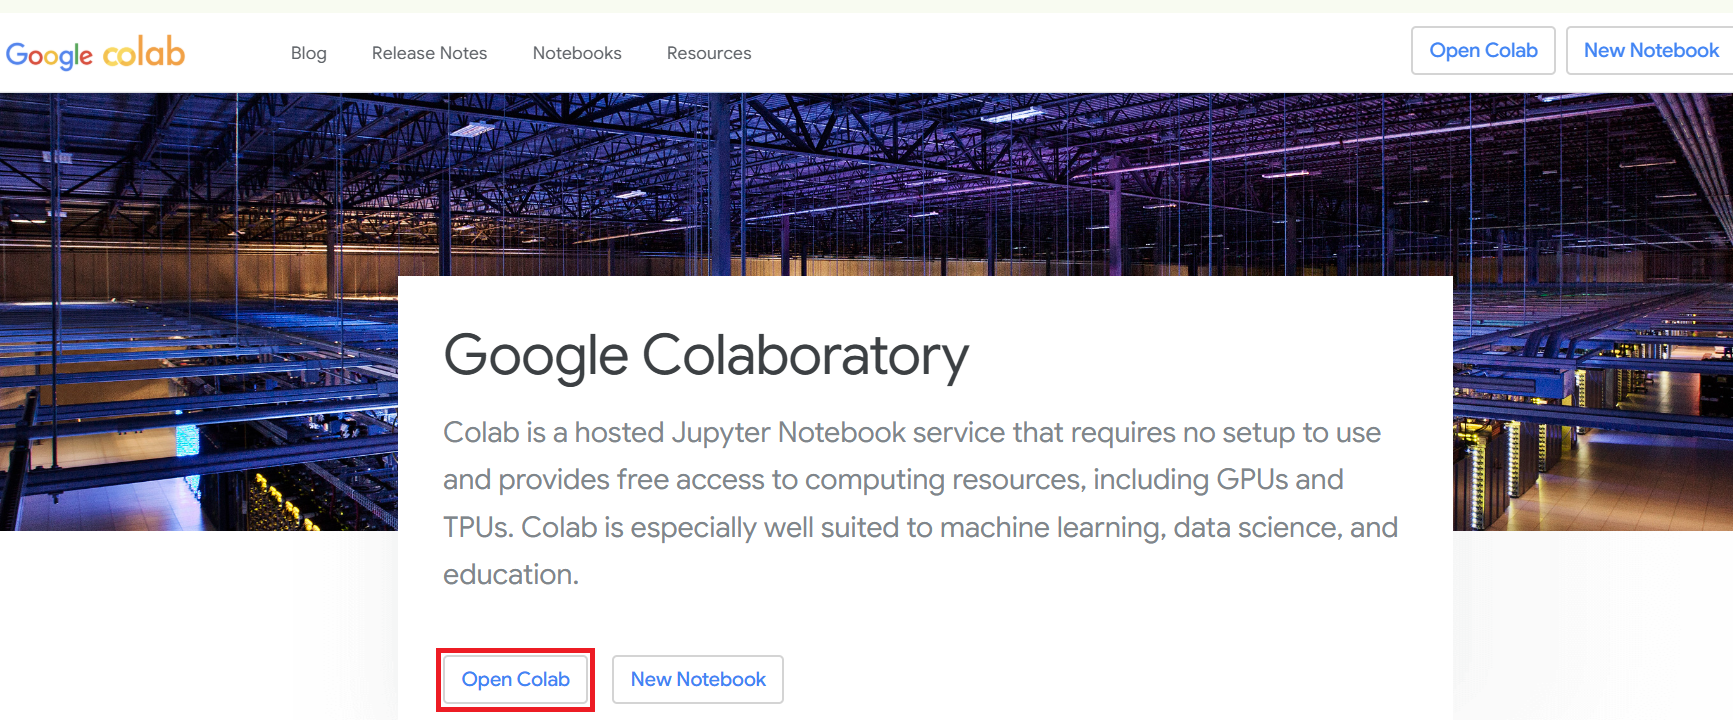 Google colab
Blog Release Notes Notebooks Resources
Open Colab New Notebook
Google Colaboratory
Colab is a hosted Jupyter Notebook service that requires no setup to use
and provides free access to computing resources, including GPUs and
TPUs. Colab is especially well suited to machine learning, data science, and
education.
Open Colab New Notebook